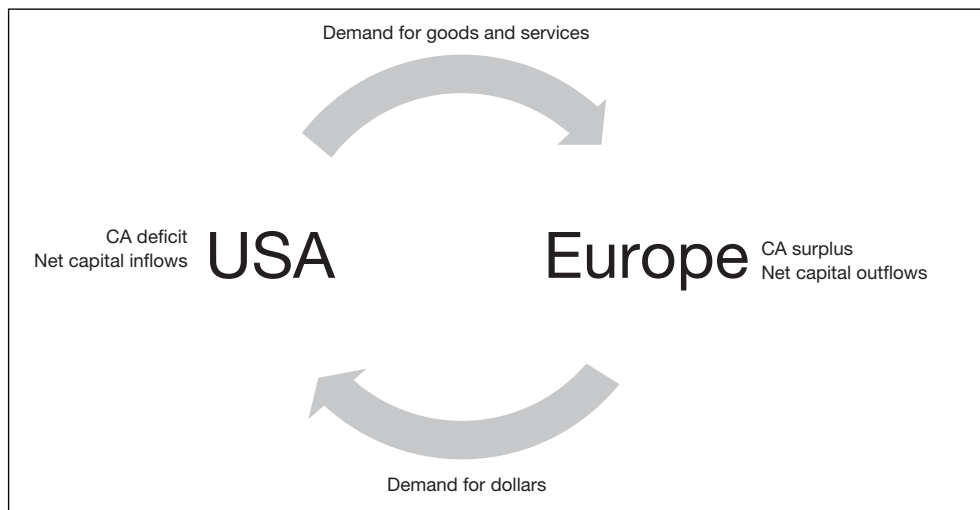 Demand for goods and services
CA deficit
Net capital inflows
USA
Europe
CA surplus
Net capital outflows
Demand for dollars